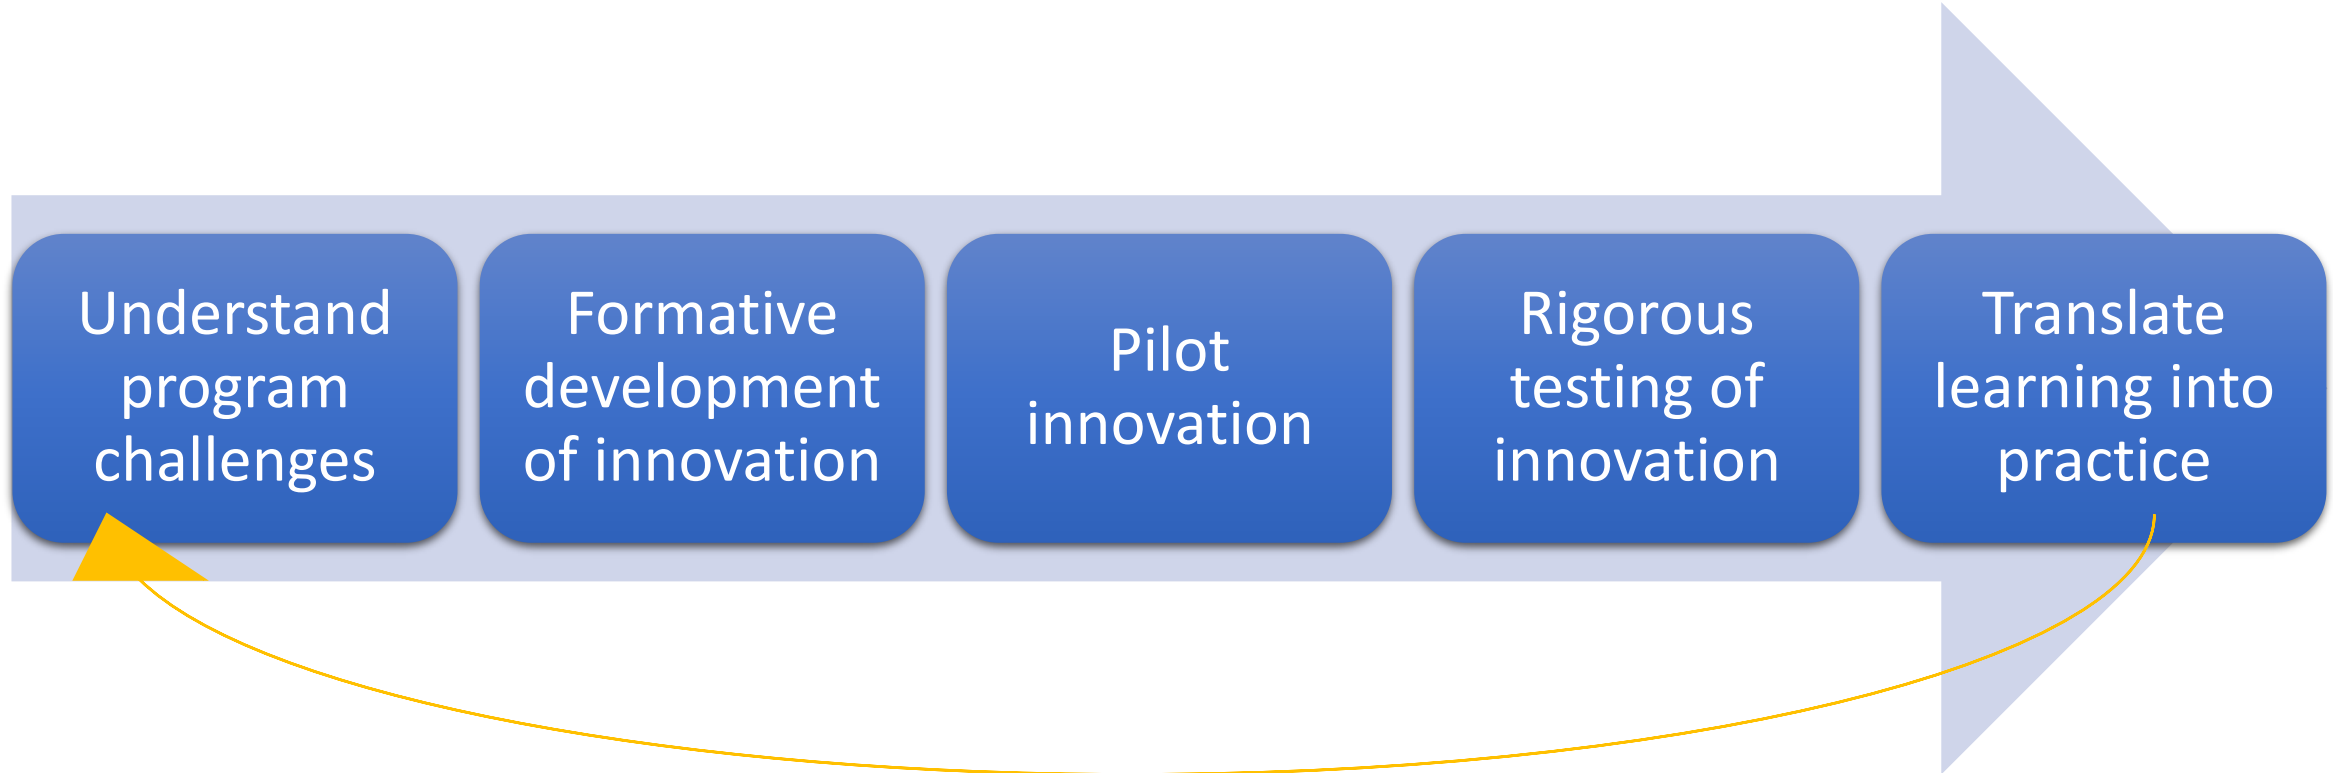 Understand
program
challenges
Formative
development
of innovation
Pilot
innovation
Rigorous
testing of
innovation
Translate
learning into
practice